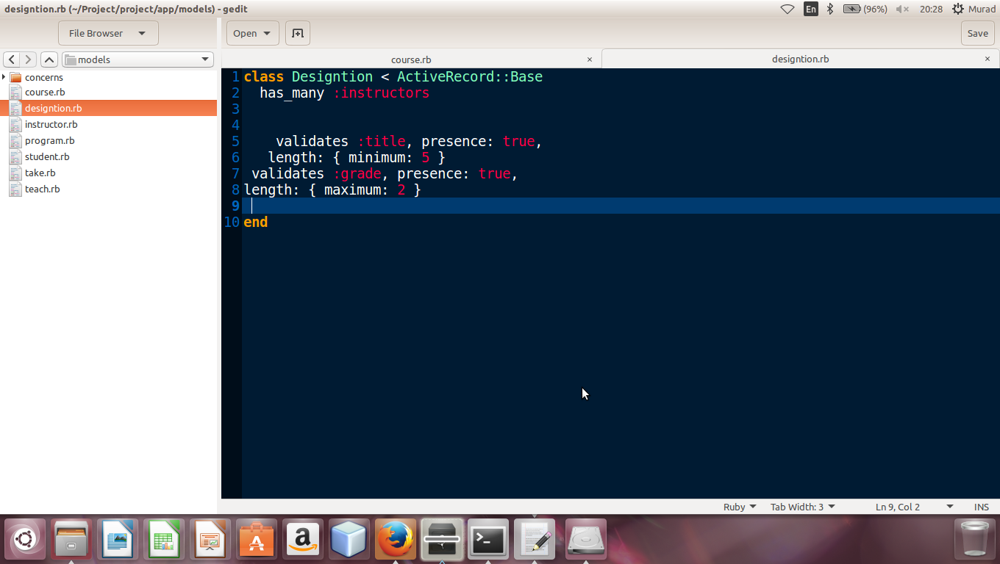 designtion.rb (~/Project/project/app/models) - gedit
En
(96%)
20:28
Murad
File Browser
Open
Save
models
course.rb
×
designtion.rb
×
concerns
course.rb
designtion.rb
instructor.rb
program.rb
student.rb
take.rb
teach.rb
1 class Designtion < ActiveRecord::Base
2 has_many :instructors
3
4
5 validates :title, presence: true,
6 length: { minimum: 5 }
7 validates :grade, presence: true,
8 length: { maximum: 2 }
9
10 end
Ruby
Tab Width: 3
Ln 9, Col 2
INS